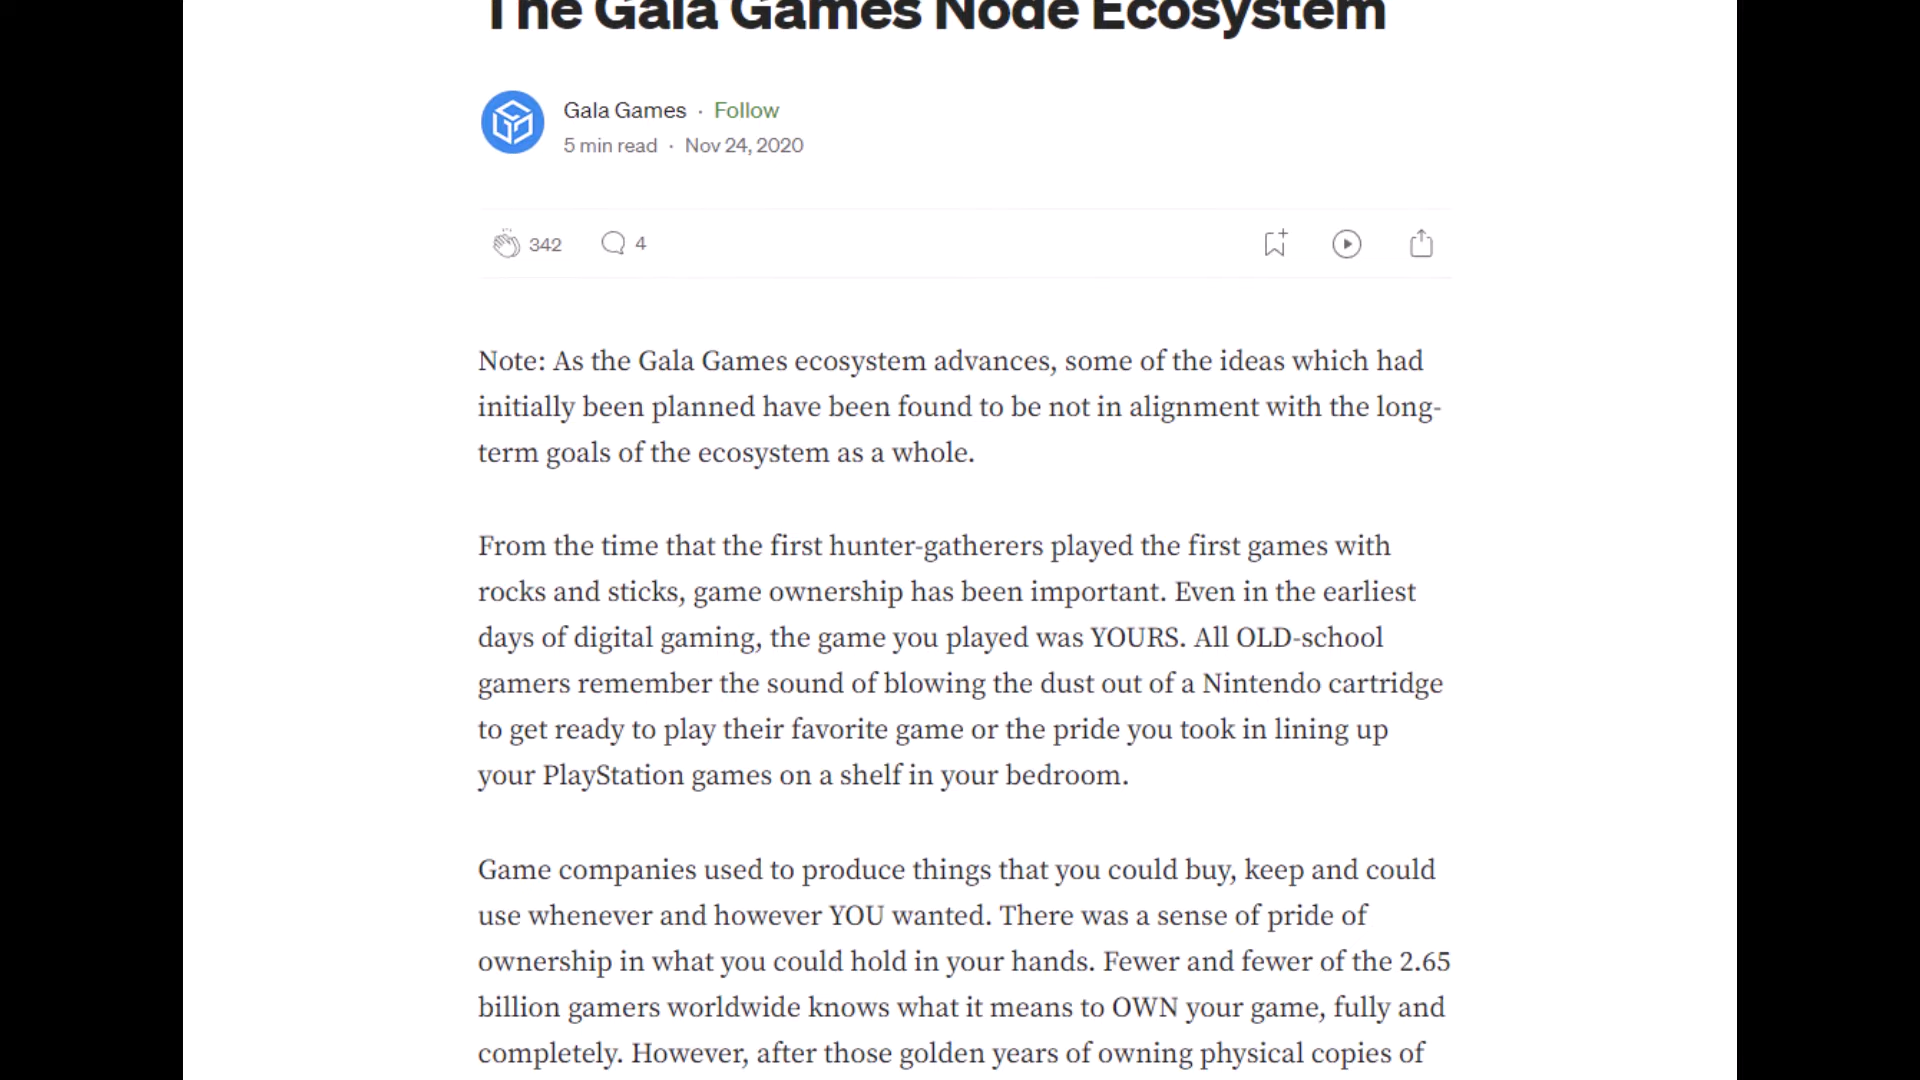 The Gala Games Node Ecosystem
Gala Games · Follow
5 min read · Nov 24, 2020
342 4
Note: As the Gala Games ecosystem advances, some of the ideas which had
initially been planned have been found to be not in alignment with the long-
term goals of the ecosystem as a whole.
From the time that the first hunter-gatherers played the first games with
rocks and sticks, game ownership has been important. Even in the earliest
days of digital gaming, the game you played was YOURS. All OLD-school
gamers remember the sound of blowing the dust out of a Nintendo cartridge
to get ready to play their favorite game or the pride you took in lining up
your PlayStation games on a shelf in your bedroom.
Game companies used to produce things that you could buy, keep and could
use whenever and however YOU wanted. There was a sense of pride of
ownership in what you could hold in your hands. Fewer and fewer of the 2.65
billion gamers worldwide knows what it means to OWN your game, fully and
completely. However, after those golden years of owning physical copies of